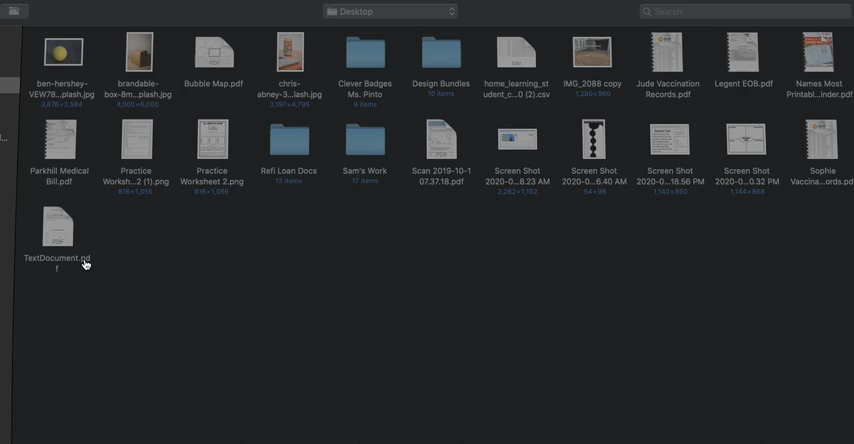 Desktop
Search
ben-hershey-
VEW78...plash.jpg
3,876×2,584
brandable-
box-8m...plash.jpg
4,000×6,000
PDF
Bubble Map.pdf
chris-
abney-3...lash.jpg
3,197×4,795
Clever Badges
Ms. Pinto
9 items
Design Bundles
10 items
CSV
home_learning_st
udent_c...0 (2).csv
IMG_2088 copy
1,280×960
Jude Vaccination
Records.pdf
Legent EOB.pdf
Names Most
Printabl...inder.pdf
Parkhill Medical
Bill.pdf
Practice
Worksh...2 (1).png
816×1,056
Practice
Worksheet 2.png
816×1,056
Refi Loan Docs
13 items
Sam's Work
17 items
PDF
Scan 2019-10-1
07.37.18.pdf
Screen Shot
2020-0...8.23 AM
2,282×1,102
Screen Shot
2020-0...6.40 AM
54×98
Screen Shot
2020-0...18.56 PM
1,142×860
Screen Shot
2020-0...0.32 PM
1,144×868
Sophie
Vaccina...ords.pd
PDF
TextDocument.pd
f